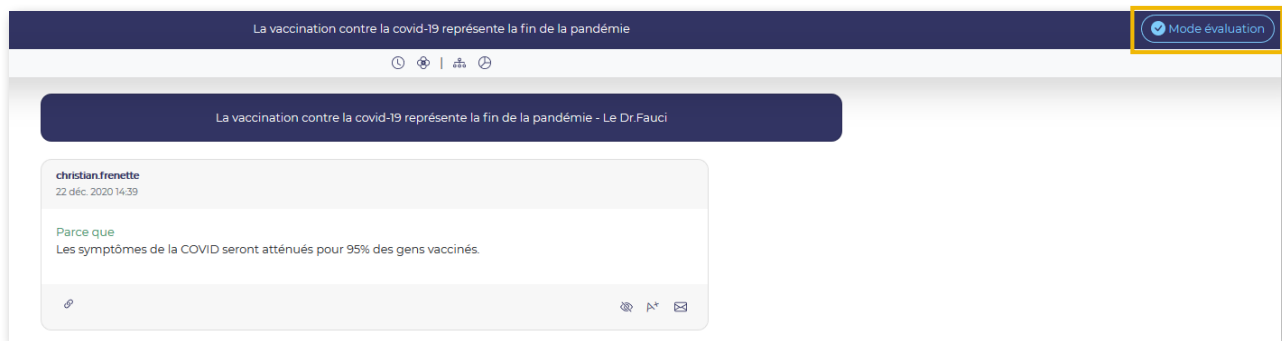 La vaccination contre la covid-19 représente la fin de la pandémie
Mode évaluation
La vaccination contre la covid-19 représente la fin de la pandémie - Le Dr.Fauci
christian.frenette
22 déc. 2020 14:39
Parce que
Les symptômes de la COVID seront atténués pour 95% des gens vaccinés.